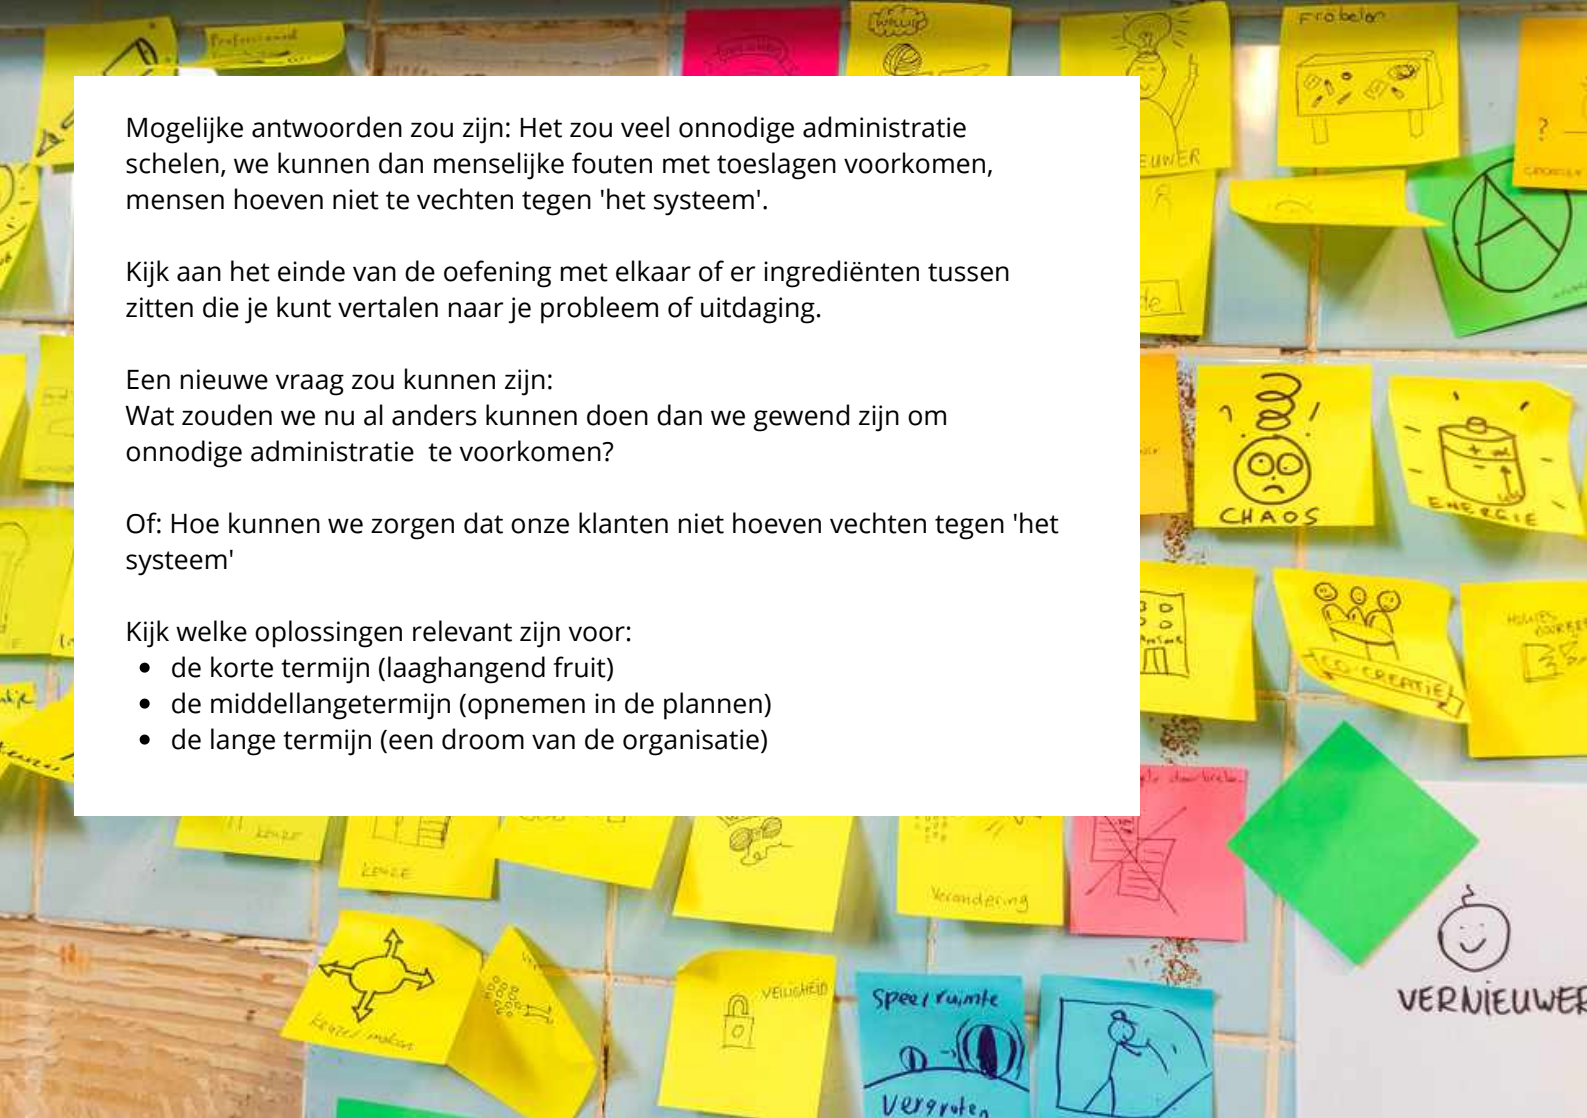 Professioneel
Fröbelen
Mogelijke antwoorden zou zijn: Het zou veel onnodige administratie
schelen, we kunnen dan menselijke fouten met toeslagen voorkomen,
mensen hoeven niet te vechten tegen 'het systeem'.
Kijk aan het einde van de oefening met elkaar of er ingrediënten tussen
zitten die je kunt vertalen naar je probleem of uitdaging.
Een nieuwe vraag zou kunnen zijn:
Wat zouden we nu al anders kunnen doen dan we gewend zijn om
onnodige administratie  te voorkomen?
Of: Hoe kunnen we zorgen dat onze klanten niet hoeven vechten tegen 'het
systeem'
Kijk welke oplossingen relevant zijn voor:
• de korte termijn (laaghangend fruit)
• de middellangetermijn (opnemen in de plannen)
• de lange termijn (een droom van de organisatie)
EUWER
A
CHAOS
ENERGIE
CO-CREATIE
KEUZE
KEUZE
Verandering
Keuzes maken
VEILIGHEID
Speelruimte
Vergroten
VERNIEUWER